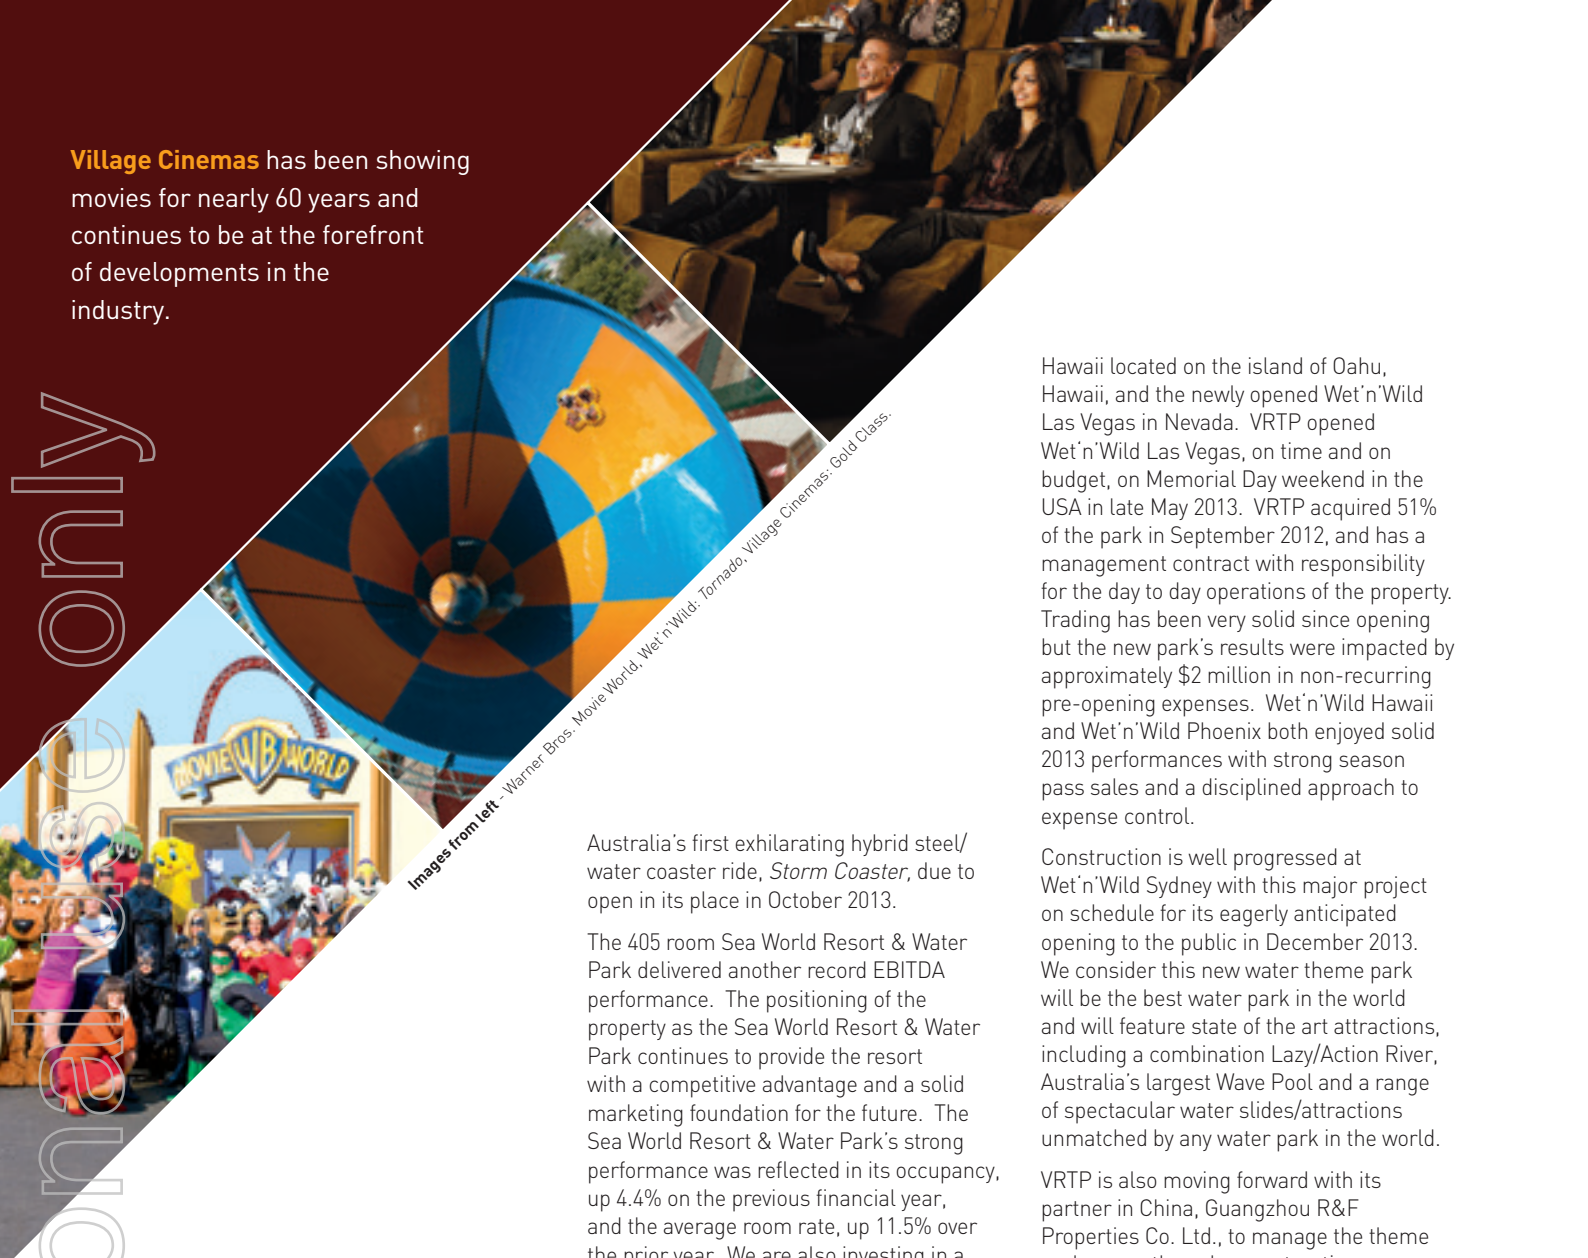 Village Cinemas has been showing
movies for nearly 60 years and
continues to be at the forefront
of developments in the
industry.
onal use only
MOVIE WB WORLD
Images from left - Warner Bros. Movie World, Wet'n'Wild: Tornado, Village Cinemas: Gold Class.
Australia's first exhilarating hybrid steel/
water coaster ride, Storm Coaster, due to
open in its place in October 2013.
The 405 room Sea World Resort & Water
Park delivered another record EBITDA
performance.  The positioning of the
property as the Sea World Resort & Water
Park continues to provide the resort
with a competitive advantage and a solid
marketing foundation for the future.  The
Sea World Resort & Water Park's strong
performance was reflected in its occupancy,
up 4.4% on the previous financial year,
and the average room rate, up 11.5% over
the prior year.  We are also investing in a
Hawaii located on the island of Oahu,
Hawaii, and the newly opened Wet'n'Wild
Las Vegas in Nevada.  VRTP opened
Wet'n'Wild Las Vegas, on time and on
budget, on Memorial Day weekend in the
USA in late May 2013.  VRTP acquired 51%
of the park in September 2012, and has a
management contract with responsibility
for the day to day operations of the property.
Trading has been very solid since opening
but the new park's results were impacted by
approximately $2 million in non-recurring
pre-opening expenses.  Wet'n'Wild Hawaii
and Wet'n'Wild Phoenix both enjoyed solid
2013 performances with strong season
pass sales and a disciplined approach to
expense control.
Construction is well progressed at
Wet'n'Wild Sydney with this major project
on schedule for its eagerly anticipated
opening to the public in December 2013.
We consider this new water theme park
will be the best water park in the world
and will feature state of the art attractions,
including a combination Lazy/Action River,
Australia's largest Wave Pool and a range
of spectacular water slides/attractions
unmatched by any water park in the world.
VRTP is also moving forward with its
partner in China, Guangzhou R&F
Properties Co. Ltd., to manage the theme